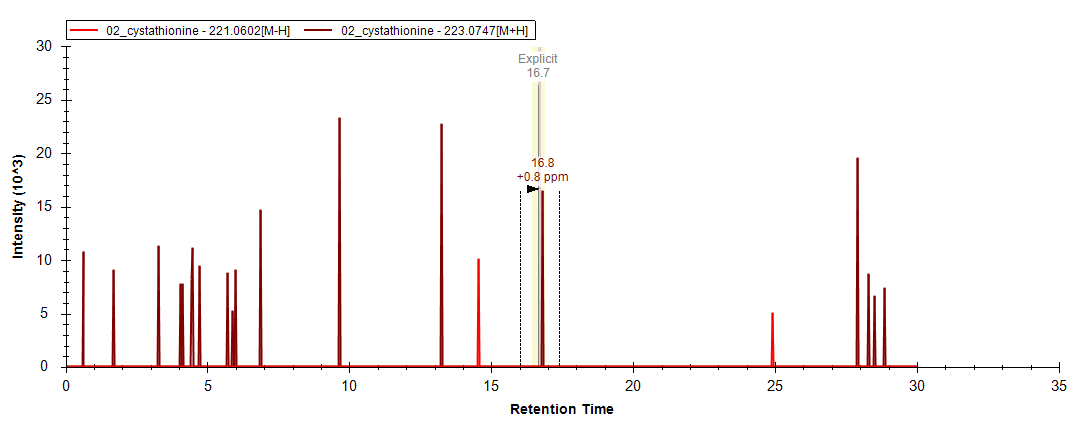 02_cystathionine - 221.0602[M-H] 02_cystathionine - 223.0747[M+H]
30
25
20
15
10
5
0
Intensity (10^3)
Explicit
16.7
16.8
+0.8 ppm
0 5 10 15 20 25 30 35
Retention Time